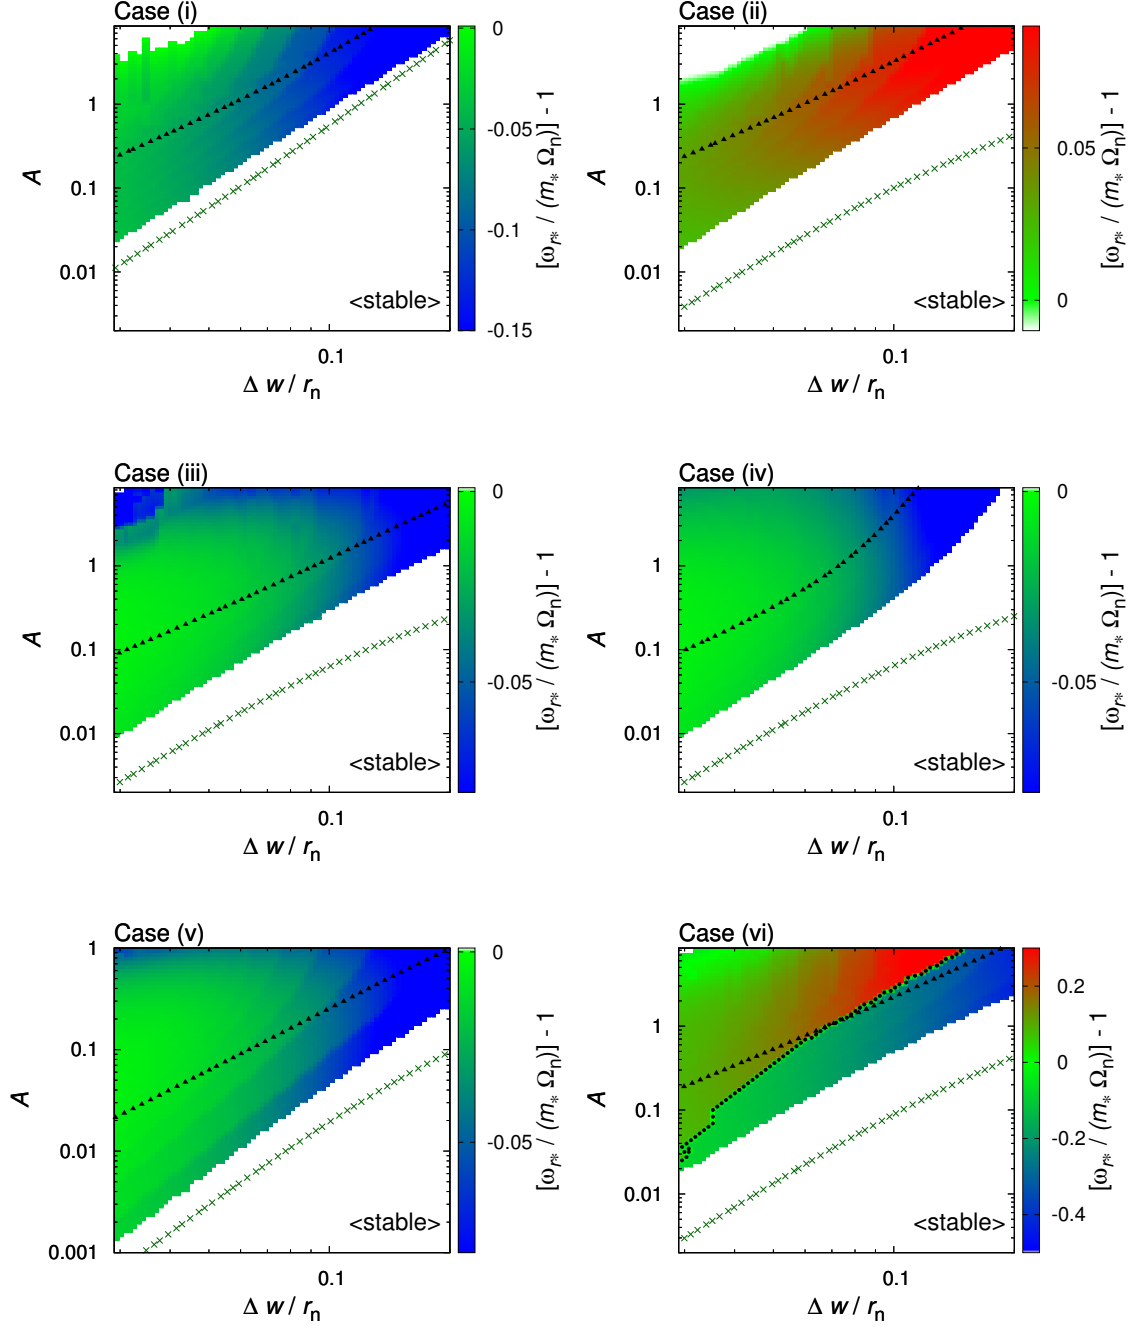 Case (i)
Case (ii)
1
0.1
0.01
A
<stable>
0.1
Δ w / rn
0
-0.05
-0.1
-0.15
[ωr* / (m* Ωn)] - 1
1
0.1
0.01
A
<stable>
0.1
Δ w / rn
0.05
0
[ωr* / (m* Ωn)] - 1
Case (iii)
Case (iv)
1
0.1
0.01
A
<stable>
0.1
Δ w / rn
0
-0.05
[ωr* / (m* Ωn)] - 1
1
0.1
0.01
A
<stable>
0.1
Δ w / rn
0
-0.05
[ωr* / (m* Ωn)] - 1
Case (v)
Case (vi)
1
0.1
0.01
0.001
A
<stable>
0.1
Δ w / rn
0
-0.05
[ωr* / (m* Ωn)] - 1
1
0.1
0.01
A
<stable>
0.1
Δ w / rn
0.2
0
-0.2
-0.4
[ωr* / (m* Ωn)] - 1